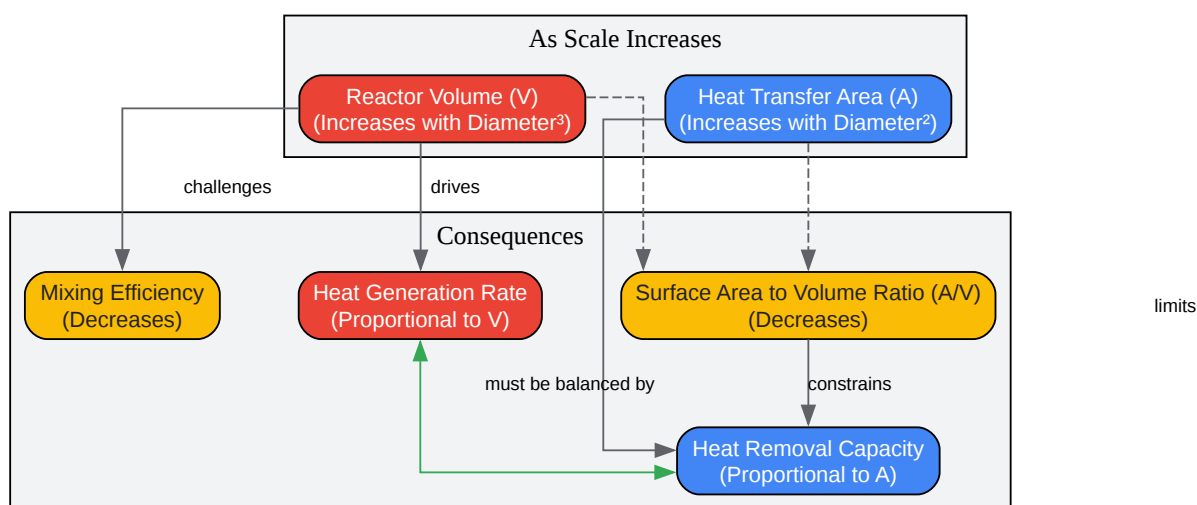 As Scale Increases
Reactor Volume (V)
(Increases with Diameter³)
Heat Transfer Area (A)
(Increases with Diameter²)
challenges
drives
Consequences
Mixing Efficiency
(Decreases)
Heat Generation Rate
(Proportional to V)
Surface Area to Volume Ratio (A/V)
(Decreases)
limits
must be balanced by
constrains
Heat Removal Capacity
(Proportional to A)